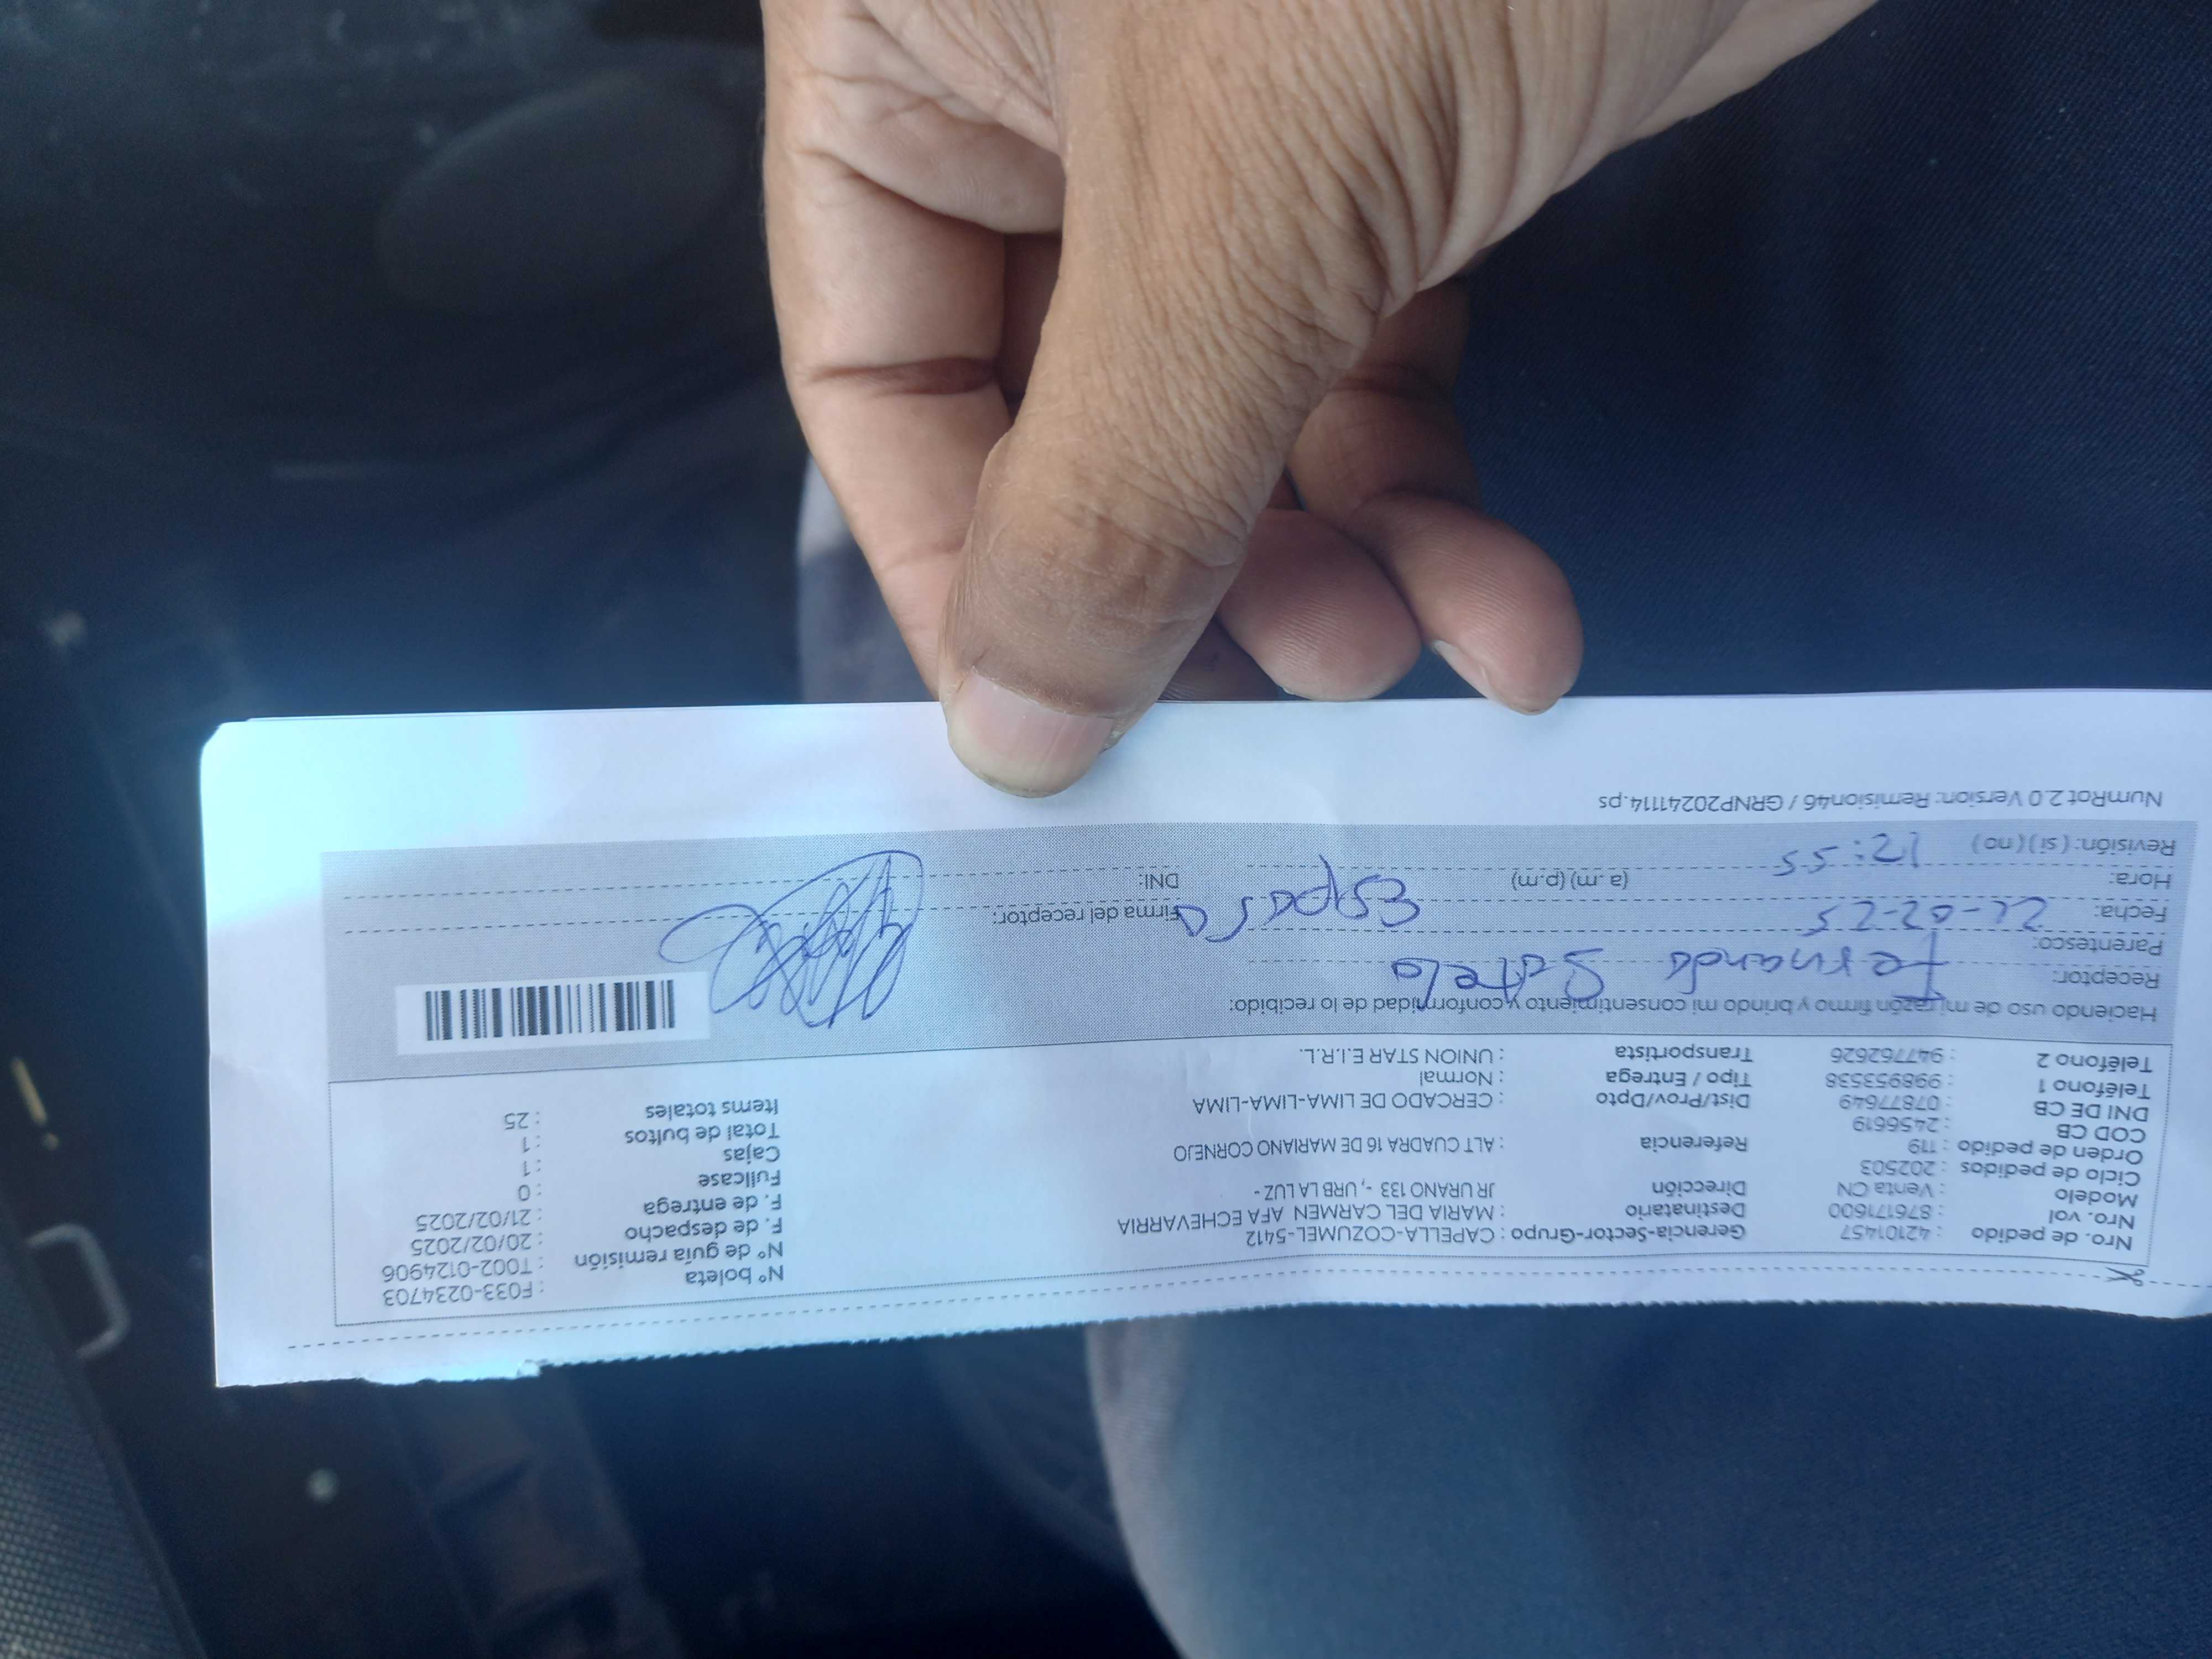 Nro. de pedido : 42101457 Gerencia-Sector-Grupo : CAPELLA-COZUMEL-5412 N° boleta : F033-0234703
Nro. vol : 876171600 Destinatario : MARIA DEL CARMEN AFA ECHEVARRIA N° de guía remisión : T002-0124906
Modelo : Venta CN Dirección JR URANO 133 -, URB LA LUZ - F. de despacho : 20/02/2025
Ciclo de pedidos : 202503 F. de entrega : 21/02/2025
Orden de pedido : 119 Referencia : ALT CUADRA 16 DE MARIANO CORNEJO Fullcase : 0
COD CB : 2456619 Cajas : 1
DNI DE CB : 07877649 Dist/Prov/Dpto : CERCADO DE LIMA-LIMA-LIMA Total de bultos : 1
Teléfono 1 : 998953538 Tipo / Entrega : Normal Items totales : 25
Teléfono 2 : 94762626 Transportista : UNION STAR E.I.R.L.
Haciendo uso de mi razón firmo y brindo mi consentimiento y conformidad de lo recibido:
Receptor: Fernando
Parentesco: Esposo
Fecha: 22-02-25 Firma del receptor:
Hora: 12:55 (a.m) (p.m) DNI:
Revisión: (si) (no)
NumRot 2.0 Version: Remision46 / GRNP20241114.ps